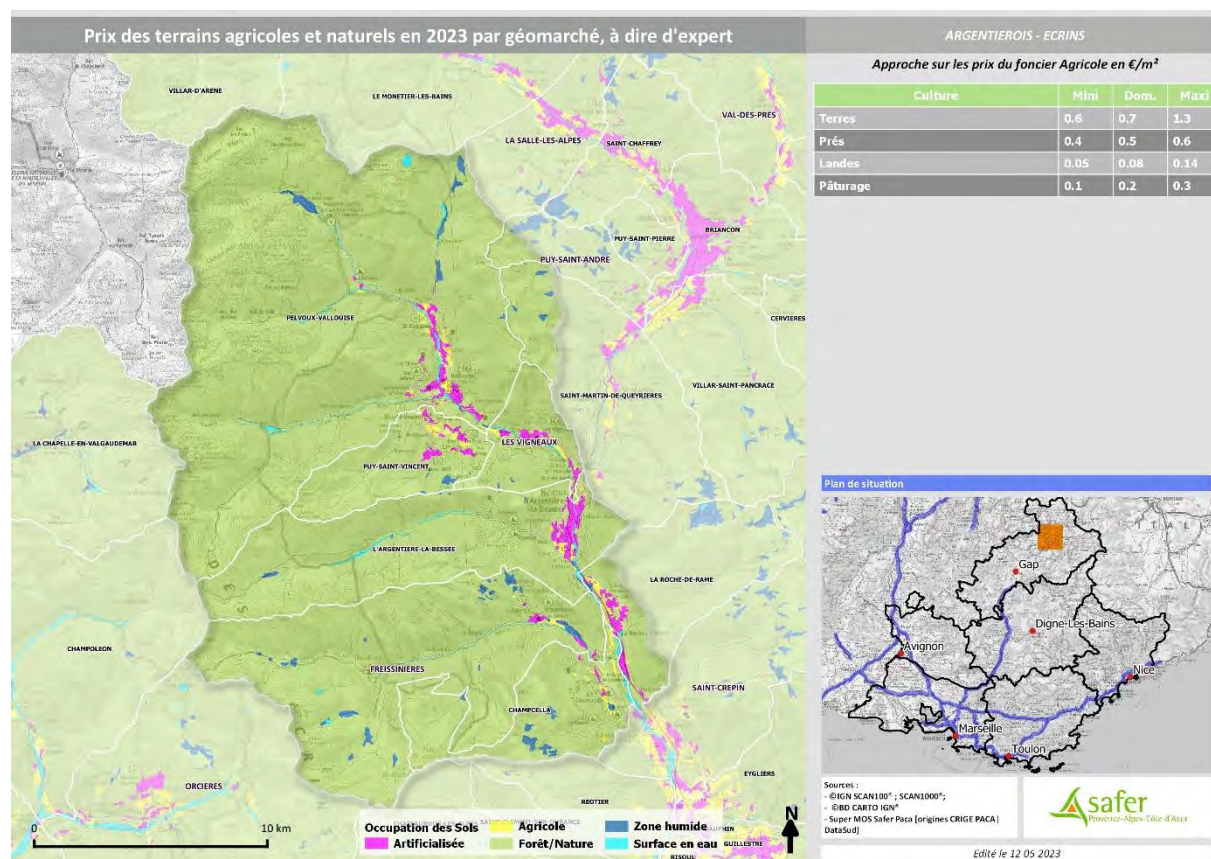 Prix des terrains agricoles et naturels en 2023 par géomarché, à dire d'expert
ARGENTIEROIS - ECRINS
Approche sur les prix du foncier Agricole en €/m²
Culture Mini Dom. Maxi
Terres 0.6 0.7 1.3
Prés 0.4 0.5 0.6
Landes 0.05 0.08 0.14
Pâturage 0.1 0.2 0.3
VILLAR-D'ARENE
LE MONETIER-LES-BAINS
VAL-DES-PRES
LA SALLE-LES-ALPES
SAINT-CHAFFREY
BRIANCON
PUY-SAINT-PIERRE
PUY-SAINT-ANDRE
CERVIERES
PELVOUX-VALLOUISE
VILLAR-SAINT-PANCRACE
SAINT-MARTIN-DE-QUEYRIERES
LA CHAPELLE-EN-VALGAUDEMAR
LES VIGNEAUX
PUY-SAINT-VINCENT
L'ARGENTIERE-LA-BESSEE
LA ROCHE-DE-RAME
CHAMPOLEON
FREISSINIERES
SAINT-CREPIN
CHAMPCELLA
EYGLIERS
ORCIERES
REOTIER
GUILLESTRE
RISOUL
0 10 km
N
Occupation des Sols
Artificialisée
Agricole
Forêt/Nature
Zone humide
Surface en eau
Plan de situation
Gap
Digne-Les-Bains
Avignon
Nice
Marseille
Toulon
Sources :
- ©IGN SCAN100® ; SCAN1000®;
- ©BD CARTO IGN®
- Super MOS Safer Paca [origines CRIGE PACA|
DataSud]
safer
Provence-Alpes-Côte d'Azur
Edité le 12 05 2023